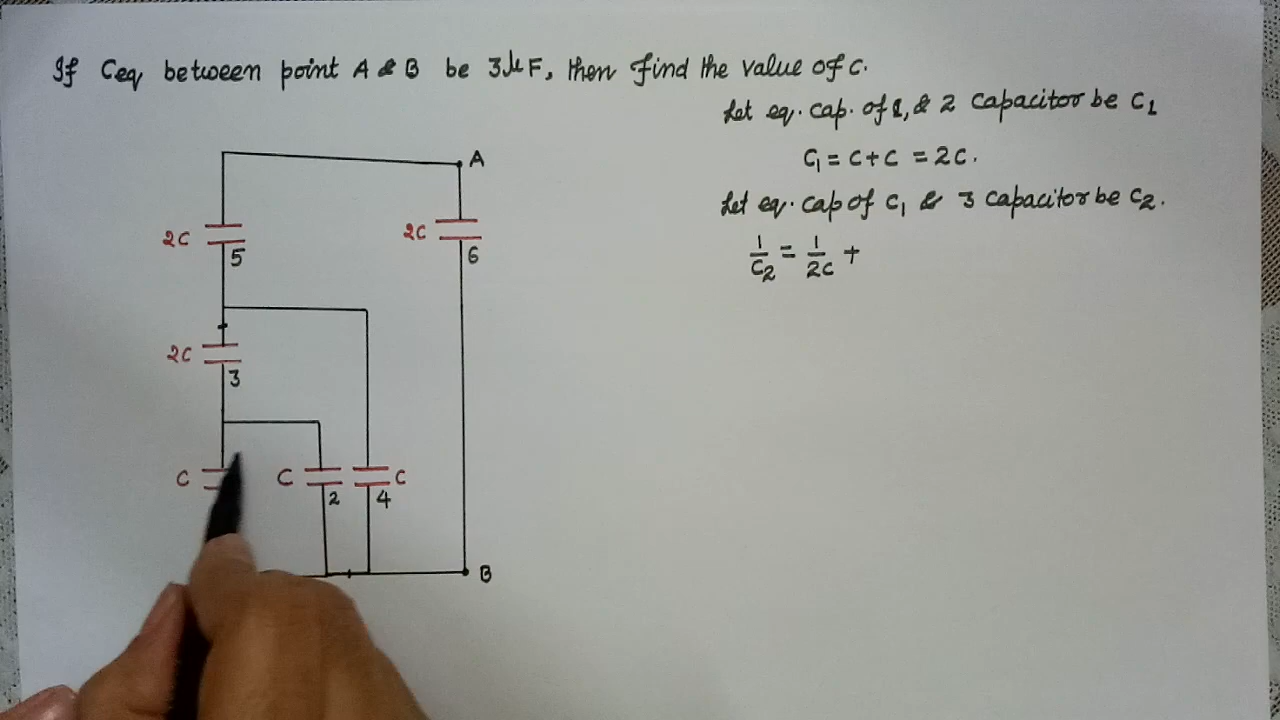 If Ceq between point A & B be 3μF, then find the value of C.
Let eq. cap. of 1, & 2 capacitor be C1
C1 = C + C = 2C.
Let eq. cap of C1 & 3 capacitor be C2.
1/C2 = 1/2C +
A
2C
5
2C
6
2C
3
C
C
2
4
C
B